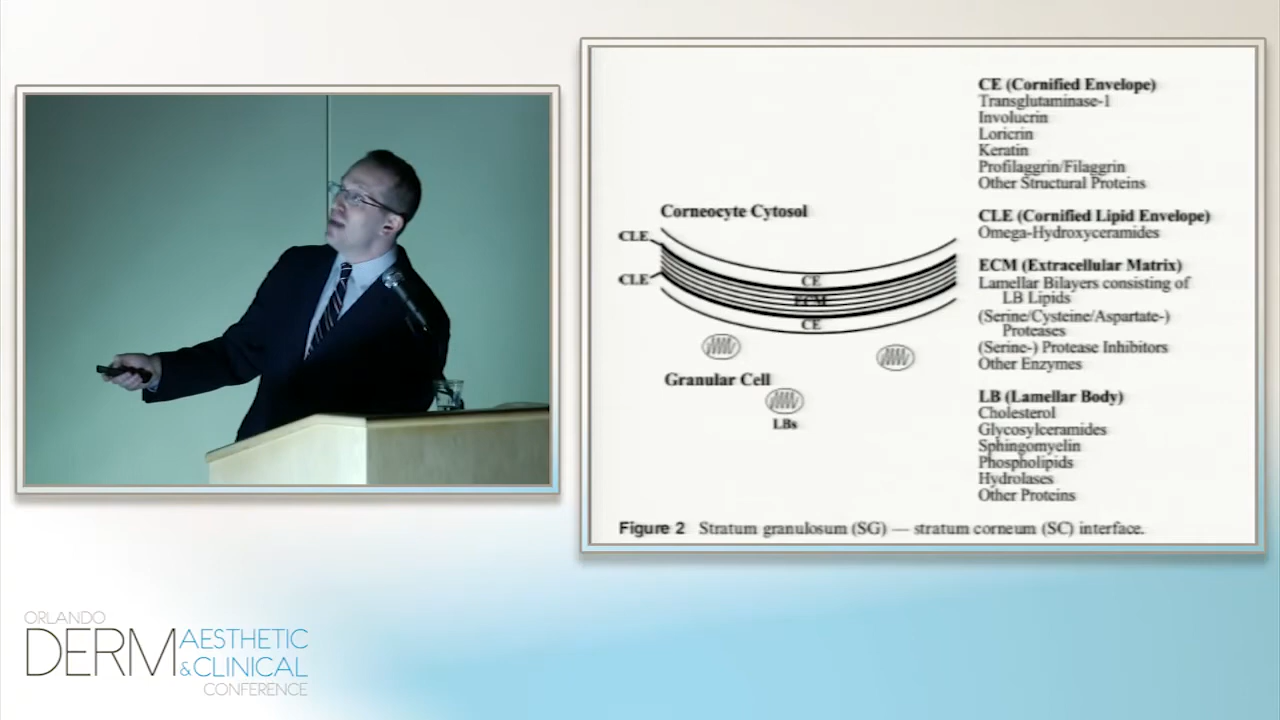 CE (Cornified Envelope)
Transglutaminase-1
Involucrin
Loricrin
Keratin
Profilaggrin/Filaggrin
Other Structural Proteins
CLE (Cornified Lipid Envelope)
Omega-Hydroxyceramides
ECM (Extracellular Matrix)
Lamellar Bilayers consisting of
LB Lipids
(Serine/Cysteine/Aspartate-)
Proteases
(Serine-) Protease Inhibitors
Other Enzymes
LB (Lamellar Body)
Cholesterol
Glycosylceramides
Sphingomyelin
Phospholipids
Hydrolases
Other Proteins
Corneocyte Cytosol
CLE
CLE
CE
ECM
CE
Granular Cell
LBs
Figure 2 Stratum granulosum (SG) — stratum corneum (SC) interface.
ORLANDO
DERM AESTHETIC
& CLINICAL
CONFERENCE